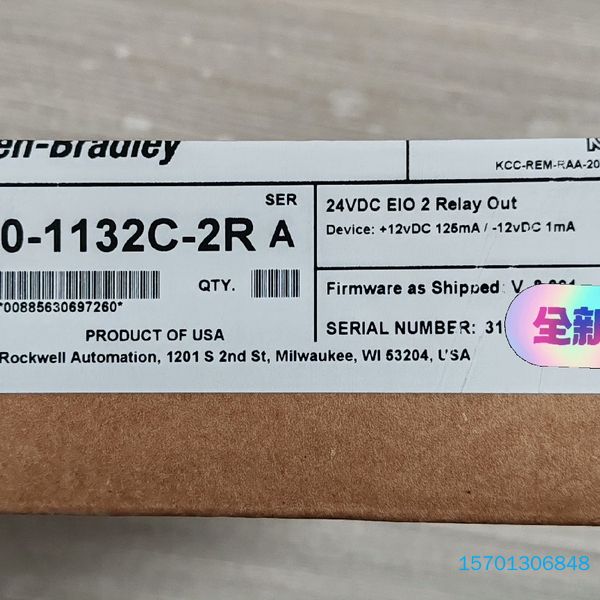 en-Bradley
KCC-REM-RAA-20
SER
0-1132C-2R A
24VDC EIO 2 Relay Out
Device: +12vDC 125mA / -12vDC 1mA
QTY.
*00885630697260*
Firmware as Shipped: V
PRODUCT OF USA
SERIAL NUMBER: 31
Rockwell Automation, 1201 S 2nd St, Milwaukee, WI 53204, USA
全新
15701306848